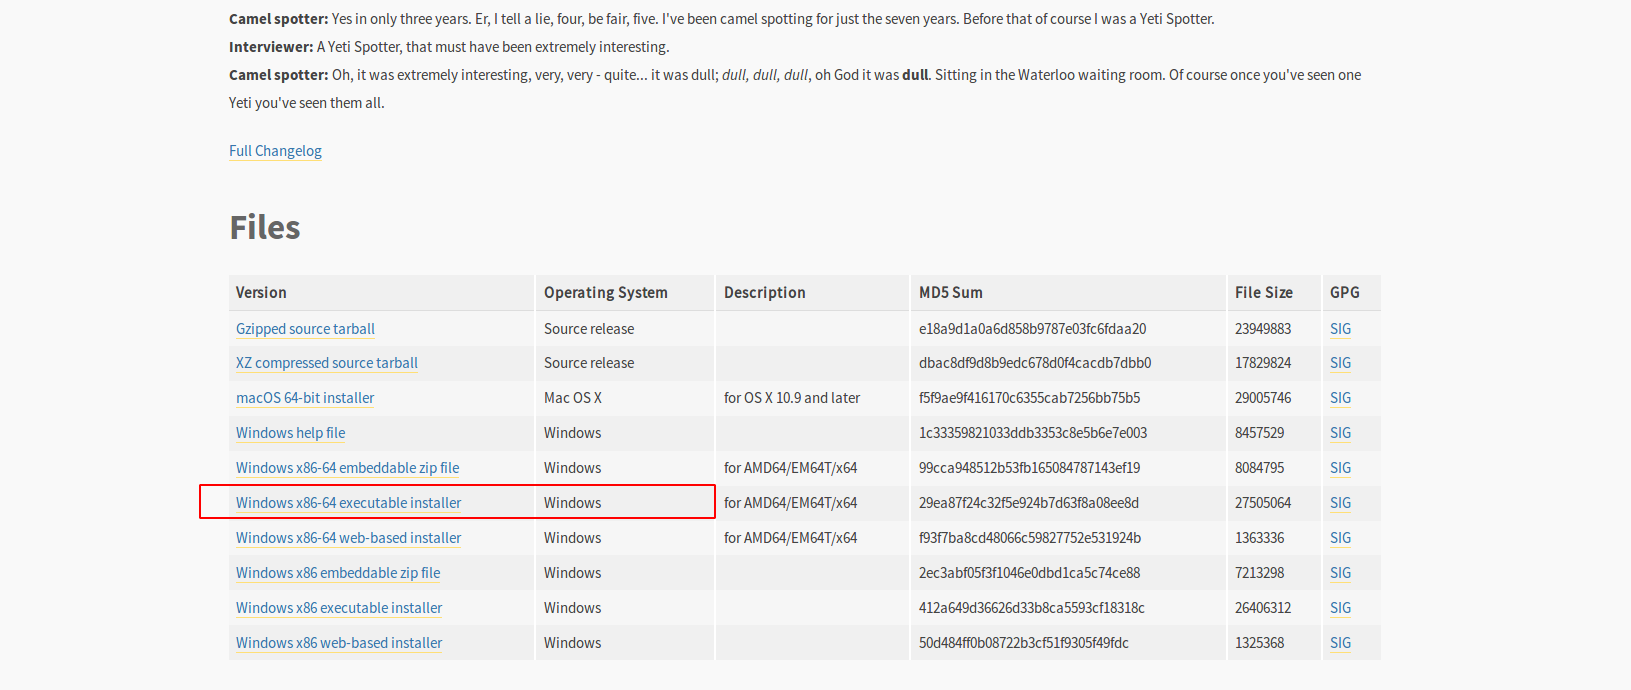 Camel spotter: Yes in only three years. Er, I tell a lie, four, be fair, five. I've been camel spotting for just the seven years. Before that of course I was a Yeti Spotter.
Interviewer: A Yeti Spotter, that must have been extremely interesting.
Camel spotter: Oh, it was extremely interesting, very, very - quite... it was dull; dull, dull, dull, oh God it was dull. Sitting in the Waterloo waiting room. Of course once you've seen one
Yeti you've seen them all.
Full Changelog
Files
Version Operating System Description MD5 Sum File Size GPG
Gzipped source tarball Source release e18a9d1a0a6d858b9787e03fc6fdaa20 23949883 SIG
XZ compressed source tarball Source release dbac8df9d8b9edc678d0f4cacdb7dbb0 17829824 SIG
macOS 64-bit installer Mac OS X for OS X 10.9 and later f5f9ae9f416170c6355cab7256bb75b5 29005746 SIG
Windows help file Windows 1c33359821033ddb3353c8e5b6e7e003 8457529 SIG
Windows x86-64 embeddable zip file Windows for AMD64/EM64T/x64 99cca948512b53fb165084787143ef19 8084795 SIG
Windows x86-64 executable installer Windows for AMD64/EM64T/x64 29ea87f24c32f5e924b7d63f8a08ee8d 27505064 SIG
Windows x86-64 web-based installer Windows for AMD64/EM64T/x64 f93f7ba8cd48066c59827752e531924b 1363336 SIG
Windows x86 embeddable zip file Windows 2ec3abf05f3f1046e0dbd1ca5c74ce88 7213298 SIG
Windows x86 executable installer Windows 412a649d36626d33b8ca5593cf18318c 26406312 SIG
Windows x86 web-based installer Windows 50d484ff0b08722b3cf51f9305f49fdc 1325368 SIG